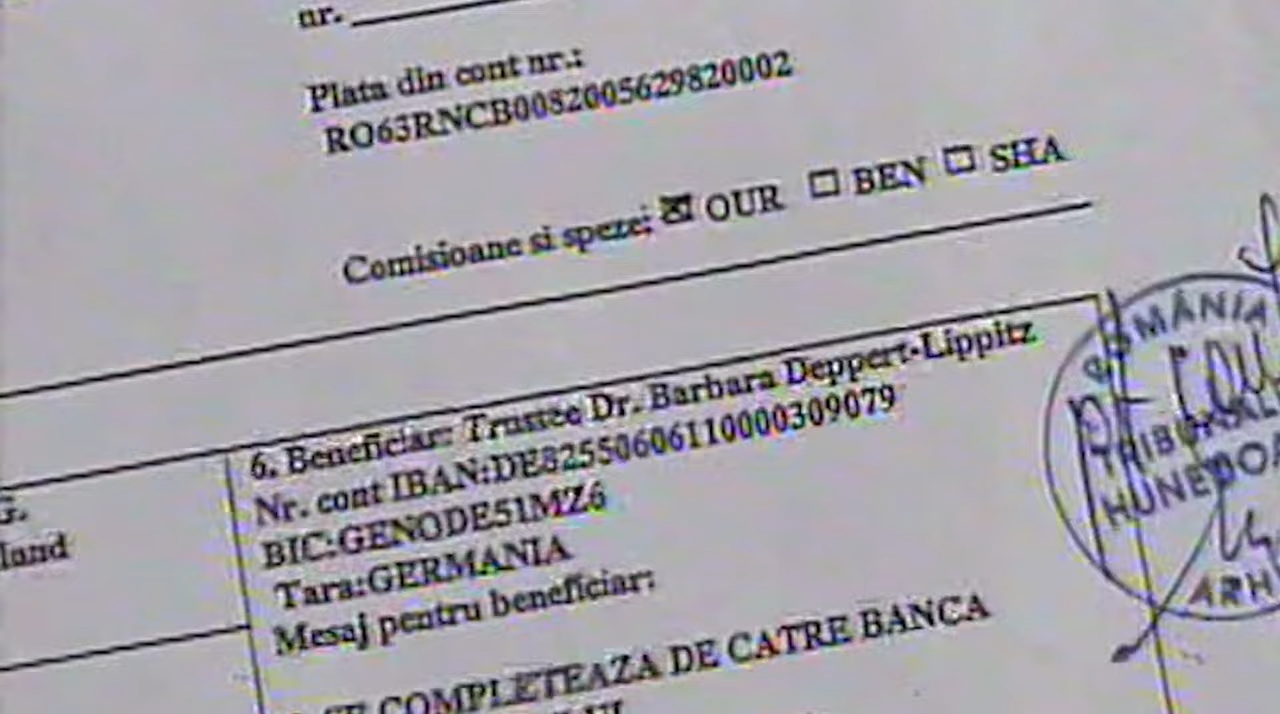 nr.
Plata din cont nr.:
RO63RNCB0082005629820002
Comisioane si speze: OUR BEN SHA
6. Beneficiar: Trustee Dr. Barbara Deppert-Lippitz
Nr. cont IBAN:DE82550606110000309079
BIC:GENODE51MZ6
Tara:GERMANIA
Mesaj pentru beneficiar:
land
COMPLETEAZA DE CATRE BANCA
ROMÂNIA
TRIBUNALUL
HUNEDOA
ARH